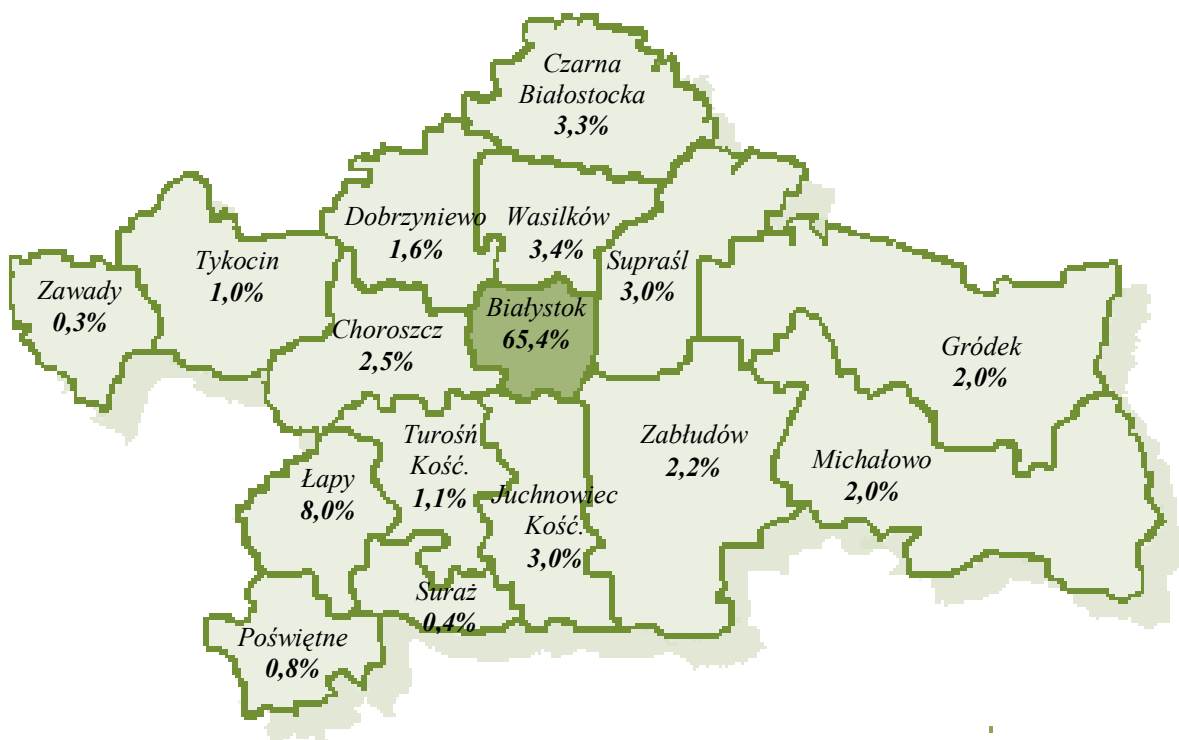 Czarna
Białostocka
3,3%
Dobrzyniewo
1,6%
Wasilków
3,4%
Supraśl
3,0%
Tykocin
1,0%
Zawady
0,3%
Choroszcz
2,5%
Białystok
65,4%
Gródek
2,0%
Turośń
Kość.
1,1%
Zabłudów
2,2%
Michałowo
2,0%
Łapy
8,0%
Juchnowiec
Kość.
3,0%
Suraż
0,4%
Poświętne
0,8%